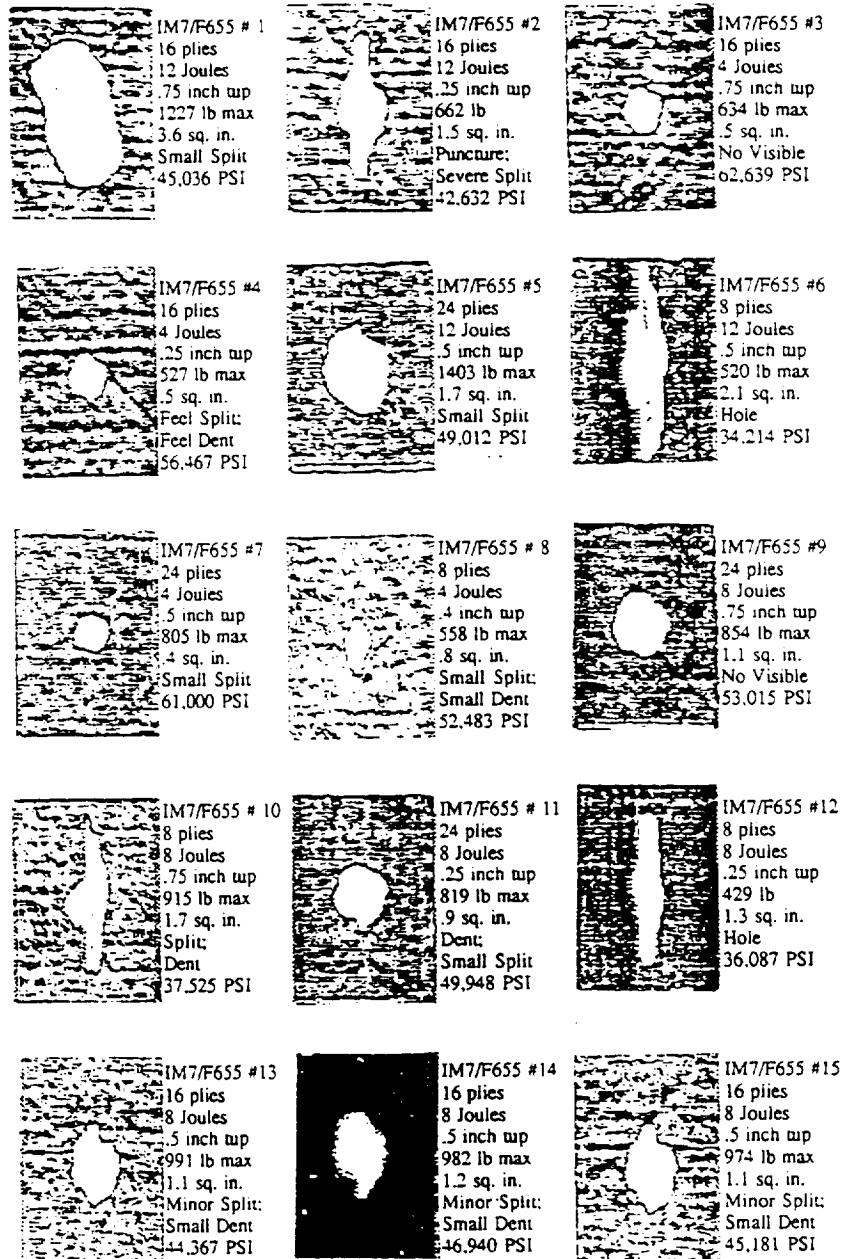 IM7/F655 # 1
16 plies
12 Joules
.75 inch tup
1227 lb max
3.6 sq. in.
Small Split
45,036 PSI
IM7/F655 #2
16 plies
12 Joules
.25 inch tup
662 lb
1.5 sq. in.
Puncture;
Severe Split
42,632 PSI
IM7/F655 #3
16 plies
4 Joules
.75 inch tup
634 lb max
.5 sq. in.
No Visible
62,639 PSI
IM7/F655 #4
16 plies
4 Joules
.25 inch tup
527 lb max
.5 sq. in.
Feel Split;
Feel Dent
56,467 PSI
IM7/F655 #5
24 plies
12 Joules
.5 inch tup
1403 lb max
1.7 sq. in.
Small Split
49,012 PSI
IM7/F655 #6
8 plies
12 Joules
.5 inch tup
520 lb max
2.1 sq. in.
Hole
34,214 PSI
IM7/F655 #7
24 plies
4 Joules
.5 inch tup
805 lb max
.4 sq. in.
Small Split
61,000 PSI
IM7/F655 # 8
8 plies
4 Joules
.4 inch tup
558 lb max
.8 sq. in.
Small Split;
Small Dent
52,483 PSI
IM7/F655 #9
24 plies
8 Joules
.75 inch tup
854 lb max
1.1 sq. in.
No Visible
53,015 PSI
IM7/F655 # 10
8 plies
8 Joules
.75 inch tup
915 lb max
1.7 sq. in.
Split;
Dent
37,525 PSI
IM7/F655 # 11
24 plies
8 Joules
.25 inch tup
819 lb max
.9 sq. in.
Dent;
Small Split
49,948 PSI
IM7/F655 #12
8 plies
8 Joules
.25 inch tup
429 lb
1.3 sq. in.
Hole
36,087 PSI
IM7/F655 #13
16 plies
8 Joules
.5 inch tup
991 lb max
1.1 sq. in.
Minor Split;
Small Dent
44,367 PSI
IM7/F655 #14
16 plies
8 Joules
.5 inch tup
982 lb max
1.2 sq. in.
Minor Split;
Small Dent
46,940 PSI
IM7/F655 #15
16 plies
8 Joules
.5 inch tup
974 lb max
1.1 sq. in.
Minor Split;
Small Dent
45,181 PSI